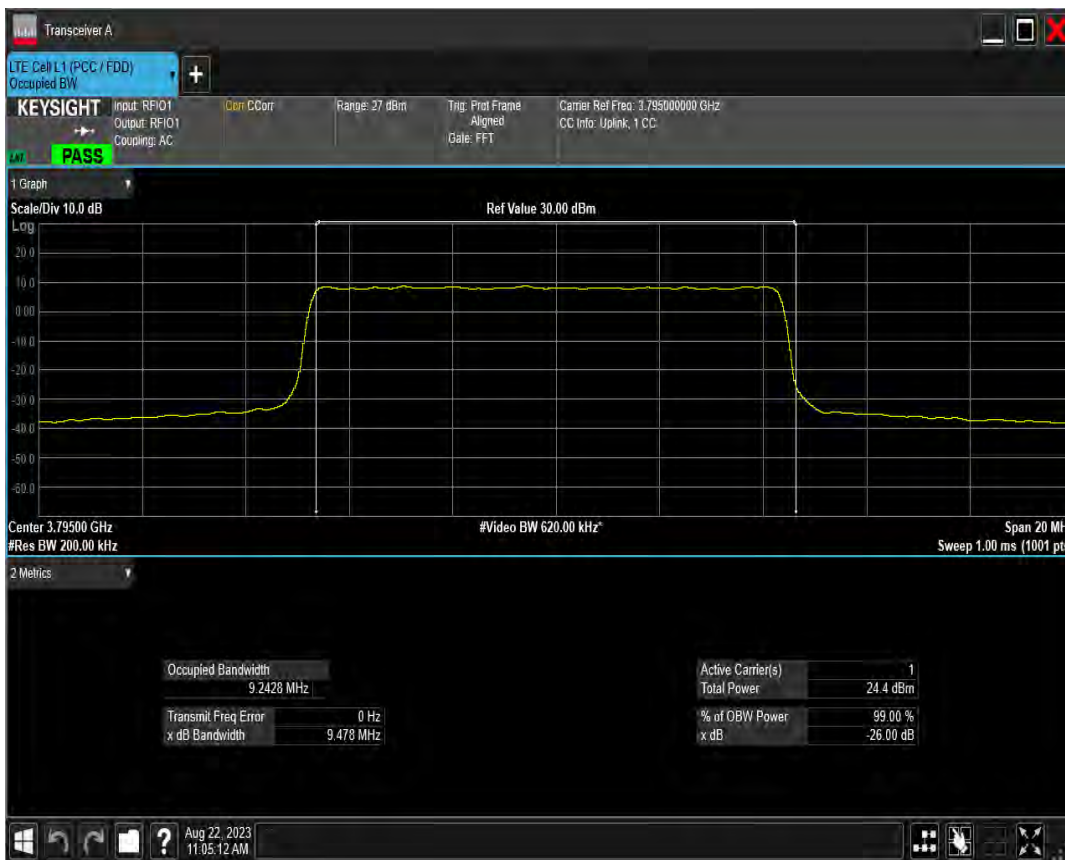 Transceiver A
LTE Cell L1 (PCC / FDD)
Occupied BW
+
KEYSIGHT
PASS
Input: RFIO1
Output: RFIO1
Coupling: AC
Corr CCorr
Range: 27 dBm
Trig: Prot Frame
Aligned
Gate: FFT
Carrier Ref Freq: 3.795000000 GHz
CC Info: Uplink, 1 CC
1 Graph
Scale/Div 10.0 dB
Ref Value 30.00 dBm
Log
20.0
10.0
0.00
-10.0
-20.0
-30.0
-40.0
-50.0
-60.0
Center 3.79500 GHz
#Video BW 620.00 kHz*
Span 20 MH
#Res BW 200.00 kHz
Sweep 1.00 ms (1001 pt
2 Metrics
Occupied Bandwidth
9.2428 MHz
Transmit Freq Error 0 Hz
x dB Bandwidth 9.478 MHz
Active Carrier(s) 1
Total Power 24.4 dBm
% of OBW Power 99.00 %
x dB -26.00 dB
?
Aug 22, 2023
11:05:12 AM